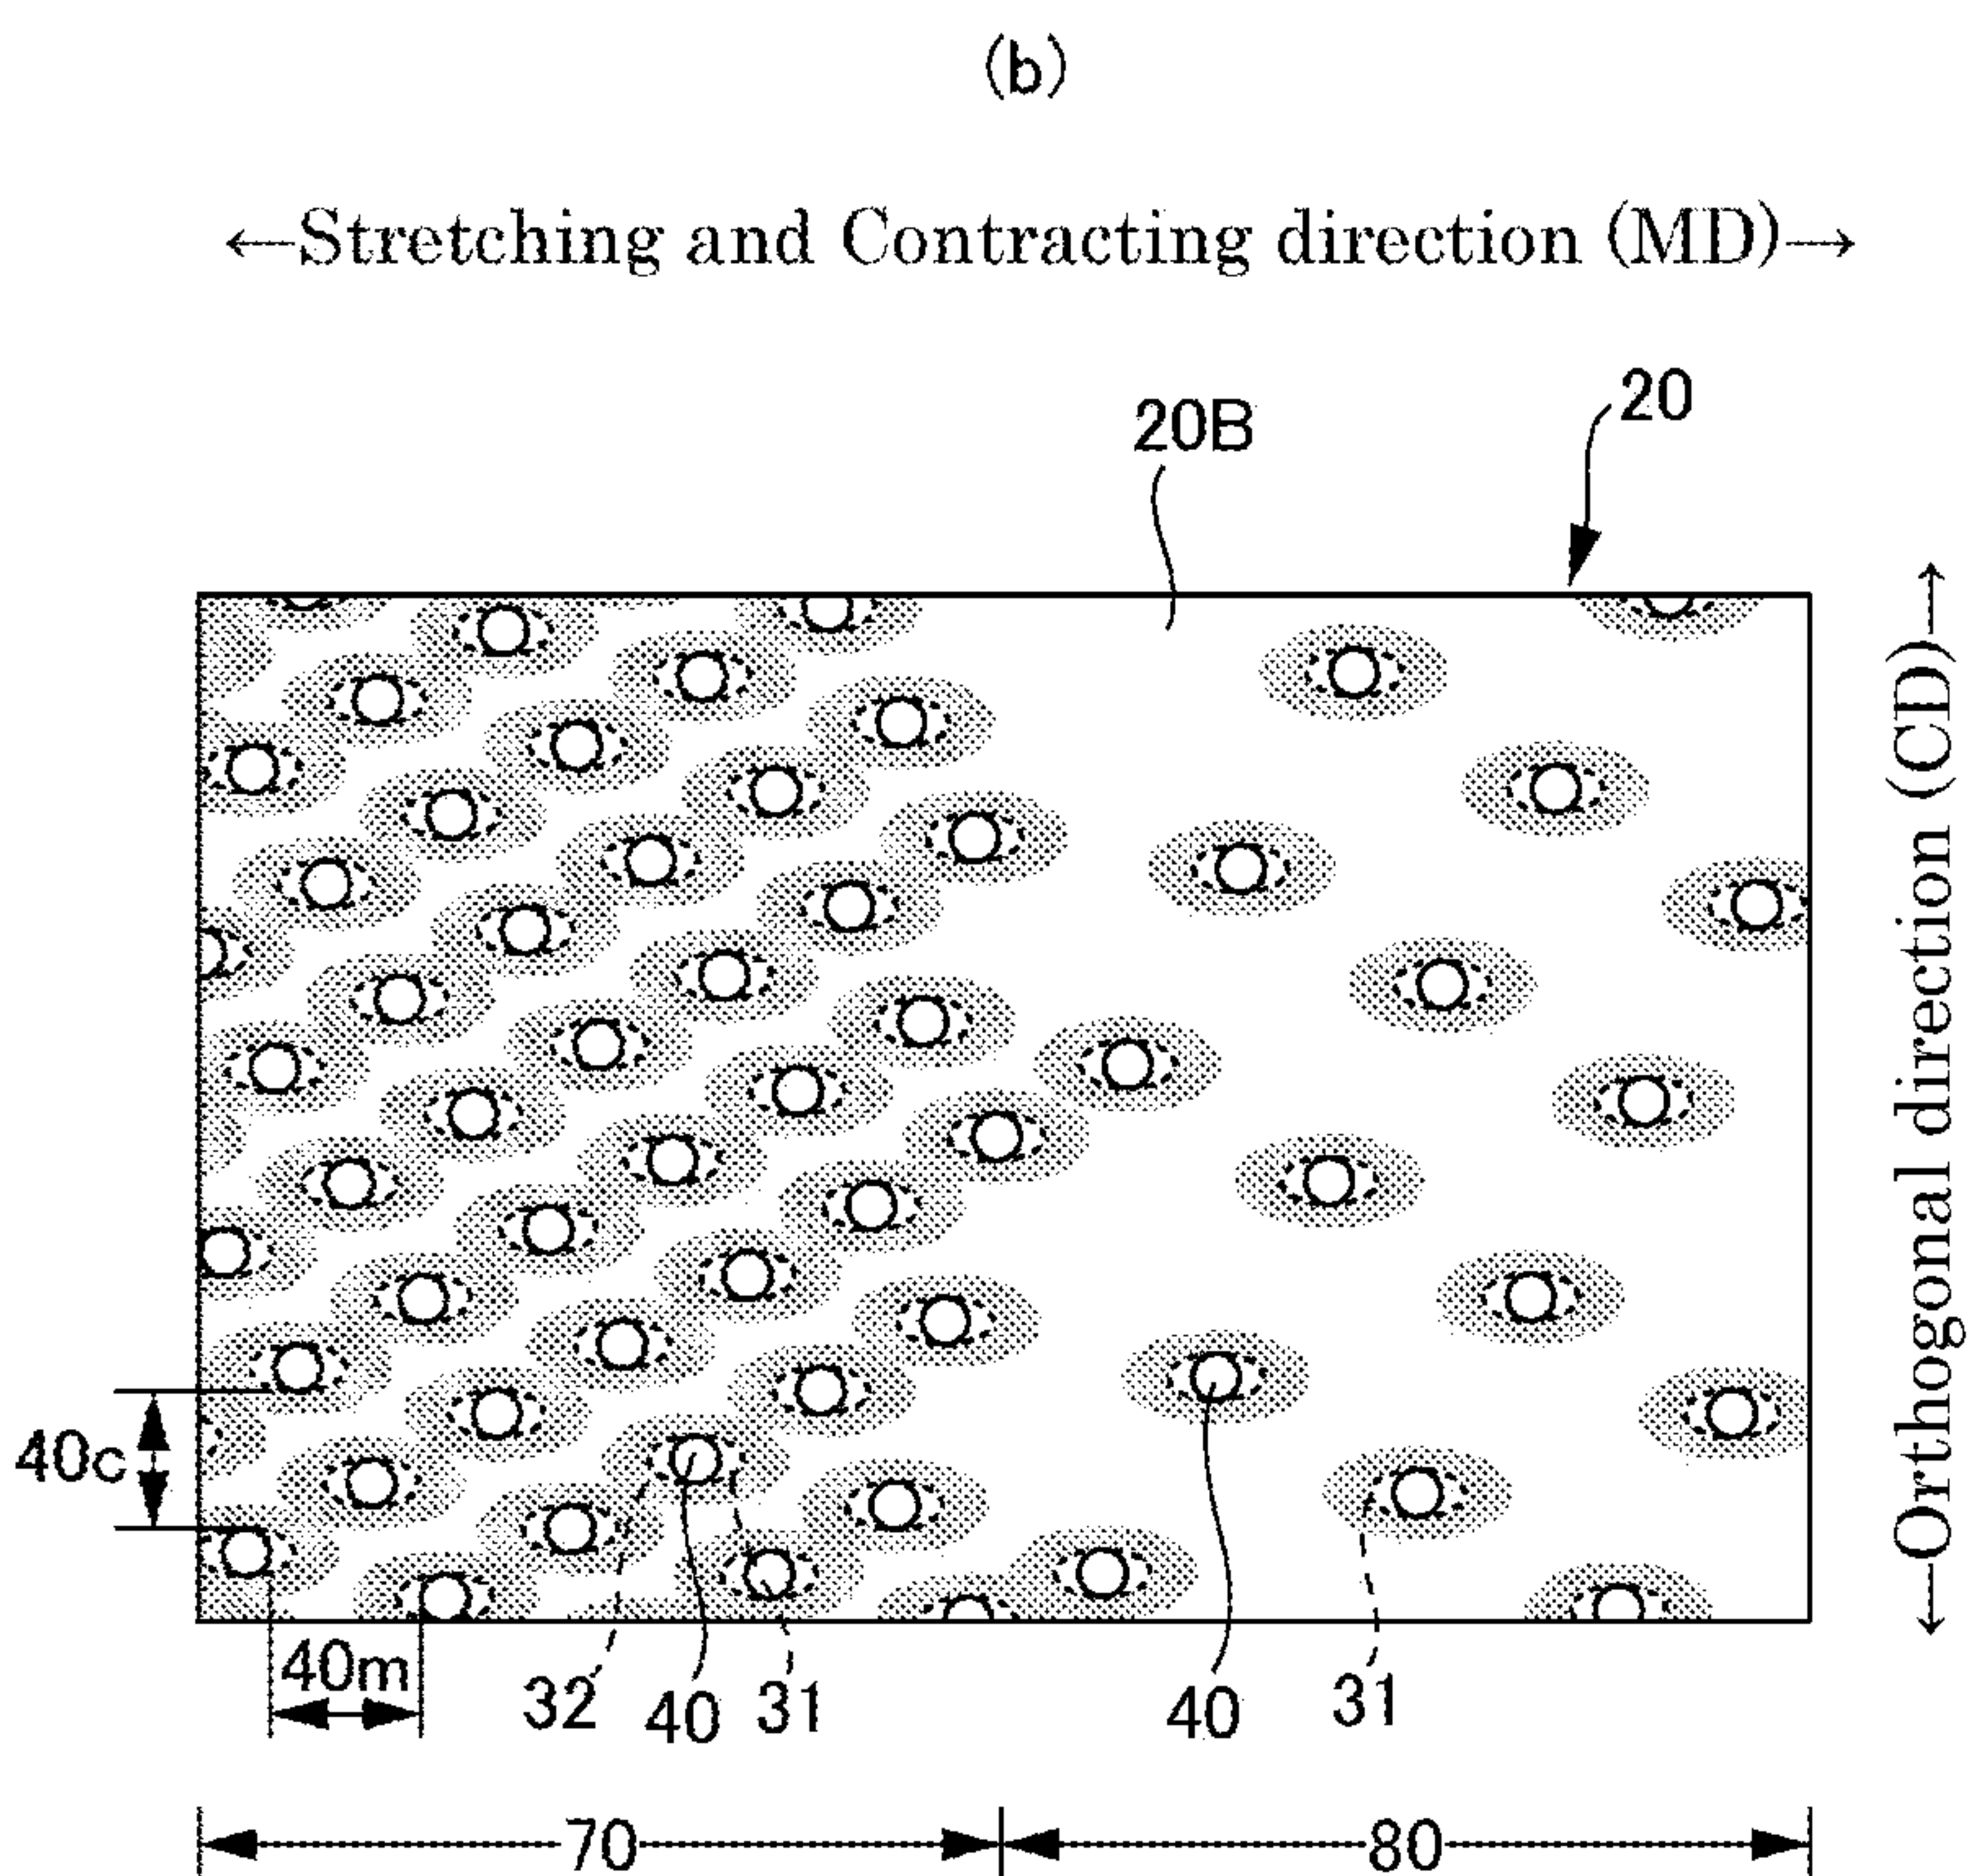 (b)
←Stretching and Contracting direction (MD)→
20
20B
←Orthogonal direction (CD)→
40c
40m
32
40
31
40
31
70
80